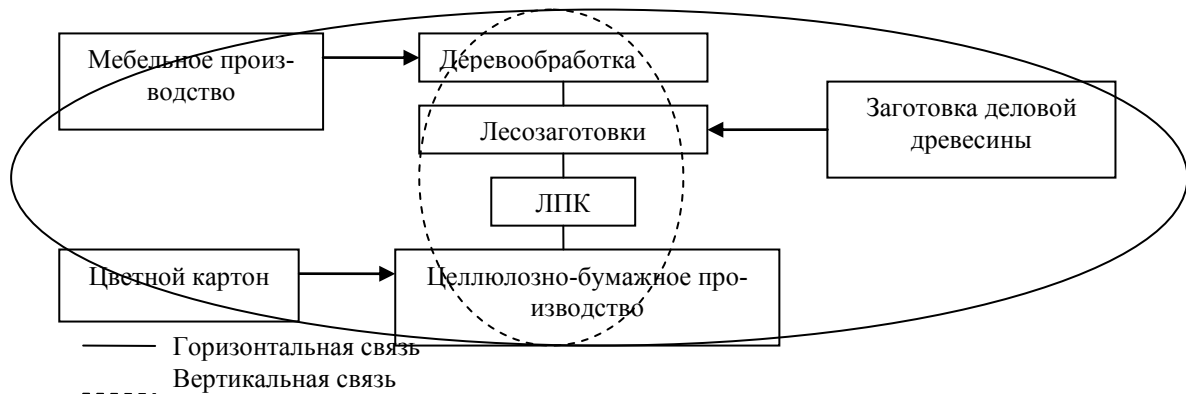 Мебельное произ-
водство
Деревообработка
Лесозаготовки
Заготовка деловой
древесины
ЛПК
Цветной картон
Целлюлозно-бумажное про-
изводство
Горизонтальная связь
Вертикальная связь